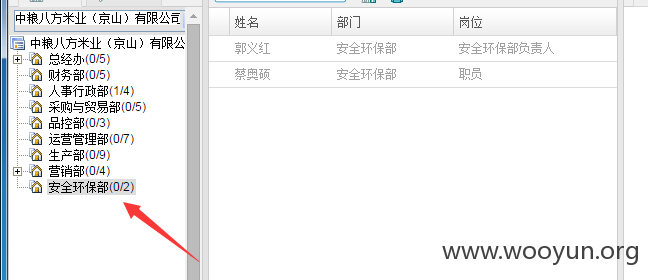 中粮八方米业（京山）有限公司
中粮八方米业（京山）有限公
总经办(0/5)
财务部(0/5)
人事行政部(1/4)
采购与贸易部(0/5)
品控部(0/3)
运营管理部(0/7)
生产部(0/9)
营销部(0/4)
安全环保部(0/2)
姓名 部门 岗位
郭义红 安全环保部 安全环保部负责人
蔡奥硕 安全环保部 职员
www.wooyun.org